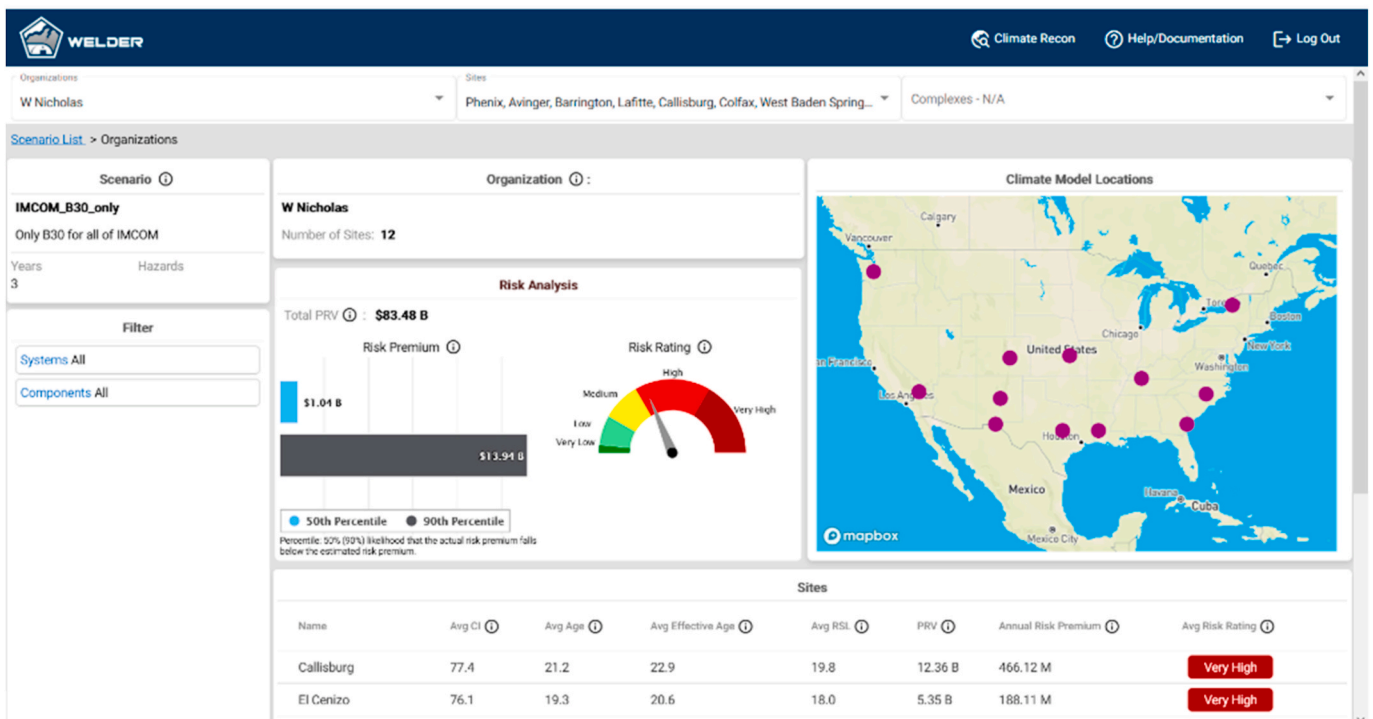 WELDER
Climate Recon
Help/Documentation
Log Out
Organizations
W Nicholas
Sites
Phenix, Avinger, Barrington, Lafitte, Callisburg, Colfax, West Baden Spring...
Complexes - N/A
Scenario List > Organizations
Scenario
IMCOM_B30_only
Only B30 for all of IMCOM
Years
Hazards
3
Filter
Systems All
Components All
Organization :
W Nicholas
Number of Sites: 12
Risk Analysis
Total PRV : $83.48 B
Risk Premium
$1.04 B
$13.94 B
50th Percentile
90th Percentile
Percentile: 50% (90%) likelihood that the actual risk premium falls
below the estimated risk premium.
Risk Rating
Very Low
Low
Medium
High
Very High
Climate Model Locations
Calgary
Vancouver
Quebec
Boston
Chicago
New York
United States
Washington
Los Angeles
Mexico
Havana
Cuba
Mexico City
mapbox
Sites
Name Avg CI Avg Age Avg Effective Age Avg RSL PRV Annual Risk Premium Avg Risk Rating
Callisburg 77.4 21.2 22.9 19.8 12.36 B 466.12 M Very High
El Cenizo 76.1 19.3 20.6 18.0 5.35 B 188.11 M Very High